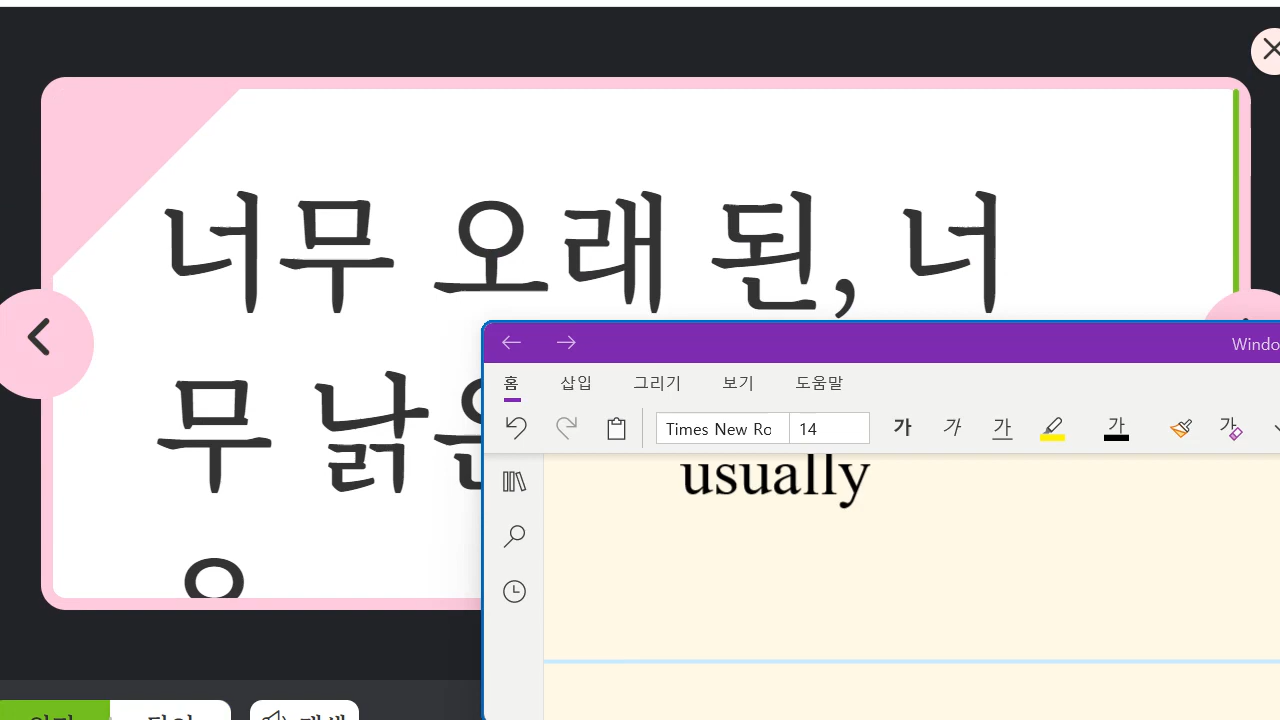 너무 오래 된, 너
무 낡은
Windo
홈 삽입 그리기 보기 도움말
Times New Ro 14 가 가 가 가 가
usually